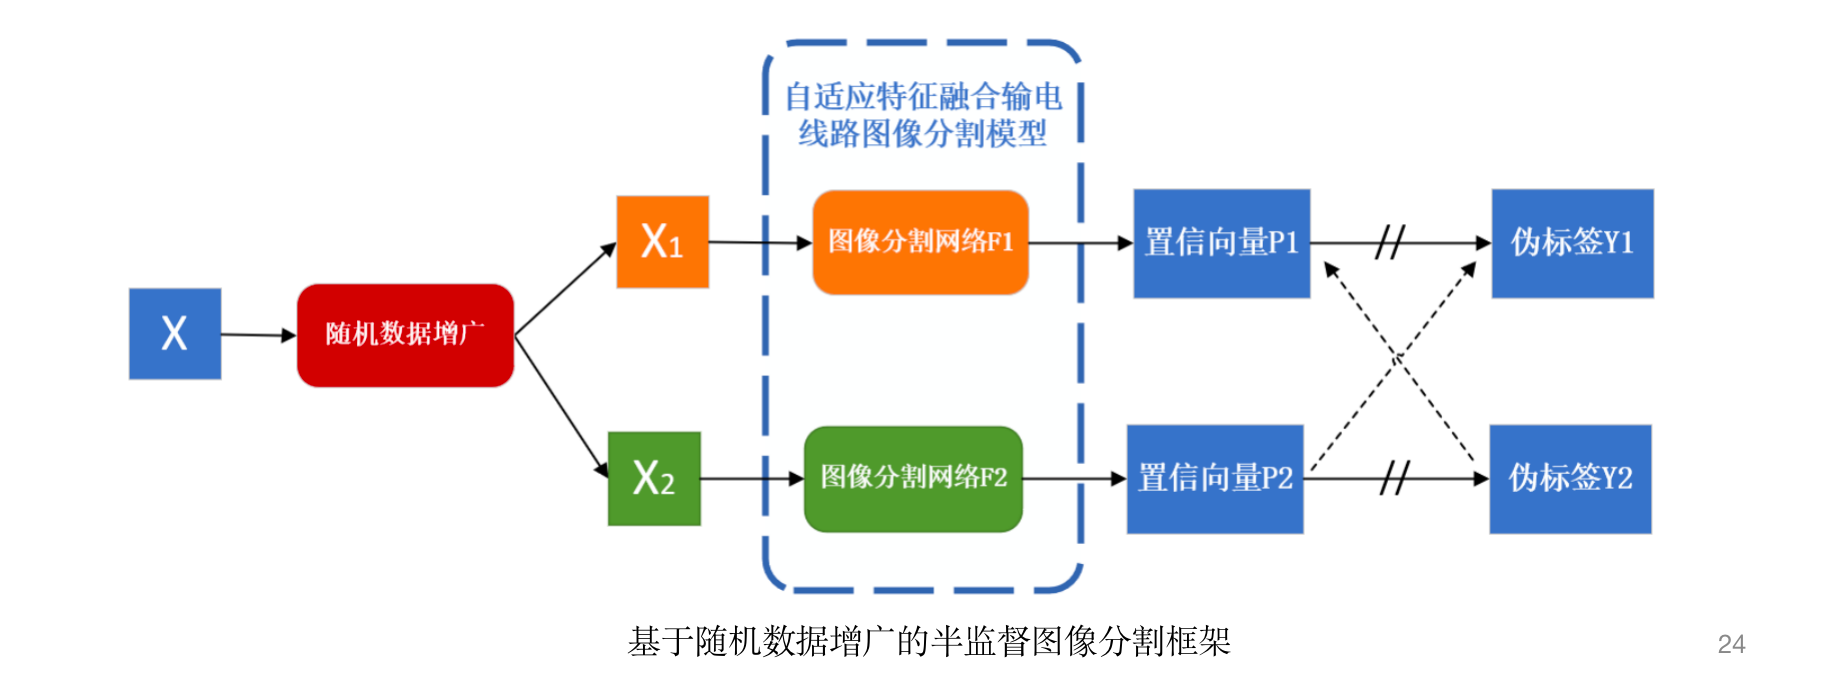 自适应特征融合输电
线路图像分割模型
X
随机数据增广
X₁
图像分割网络F1
置信向量P1
伪标签Y1
X₂
图像分割网络F2
置信向量P2
伪标签Y2
基于随机数据增广的半监督图像分割框架
24